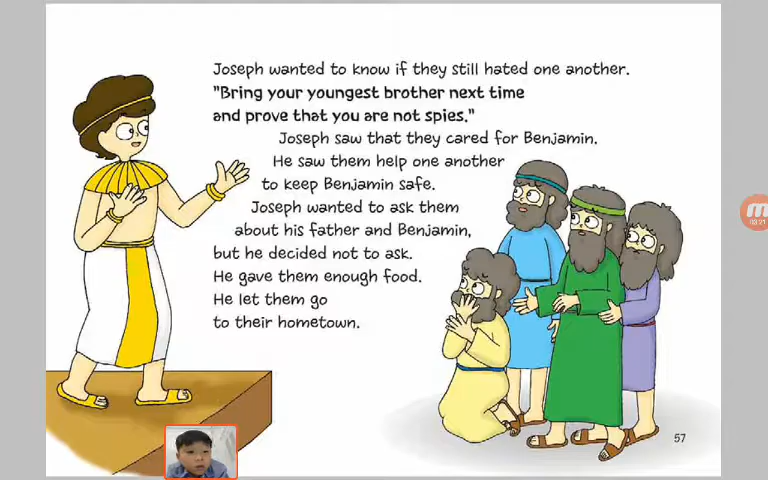 Joseph wanted to know if they still hated one another.
"Bring your youngest brother next time
and prove that you are not spies."
Joseph saw that they cared for Benjamin.
He saw them help one another
to keep Benjamin safe.
Joseph wanted to ask them
about his father and Benjamin,
but he decided not to ask.
He gave them enough food.
He let them go
to their hometown.
57
03:21